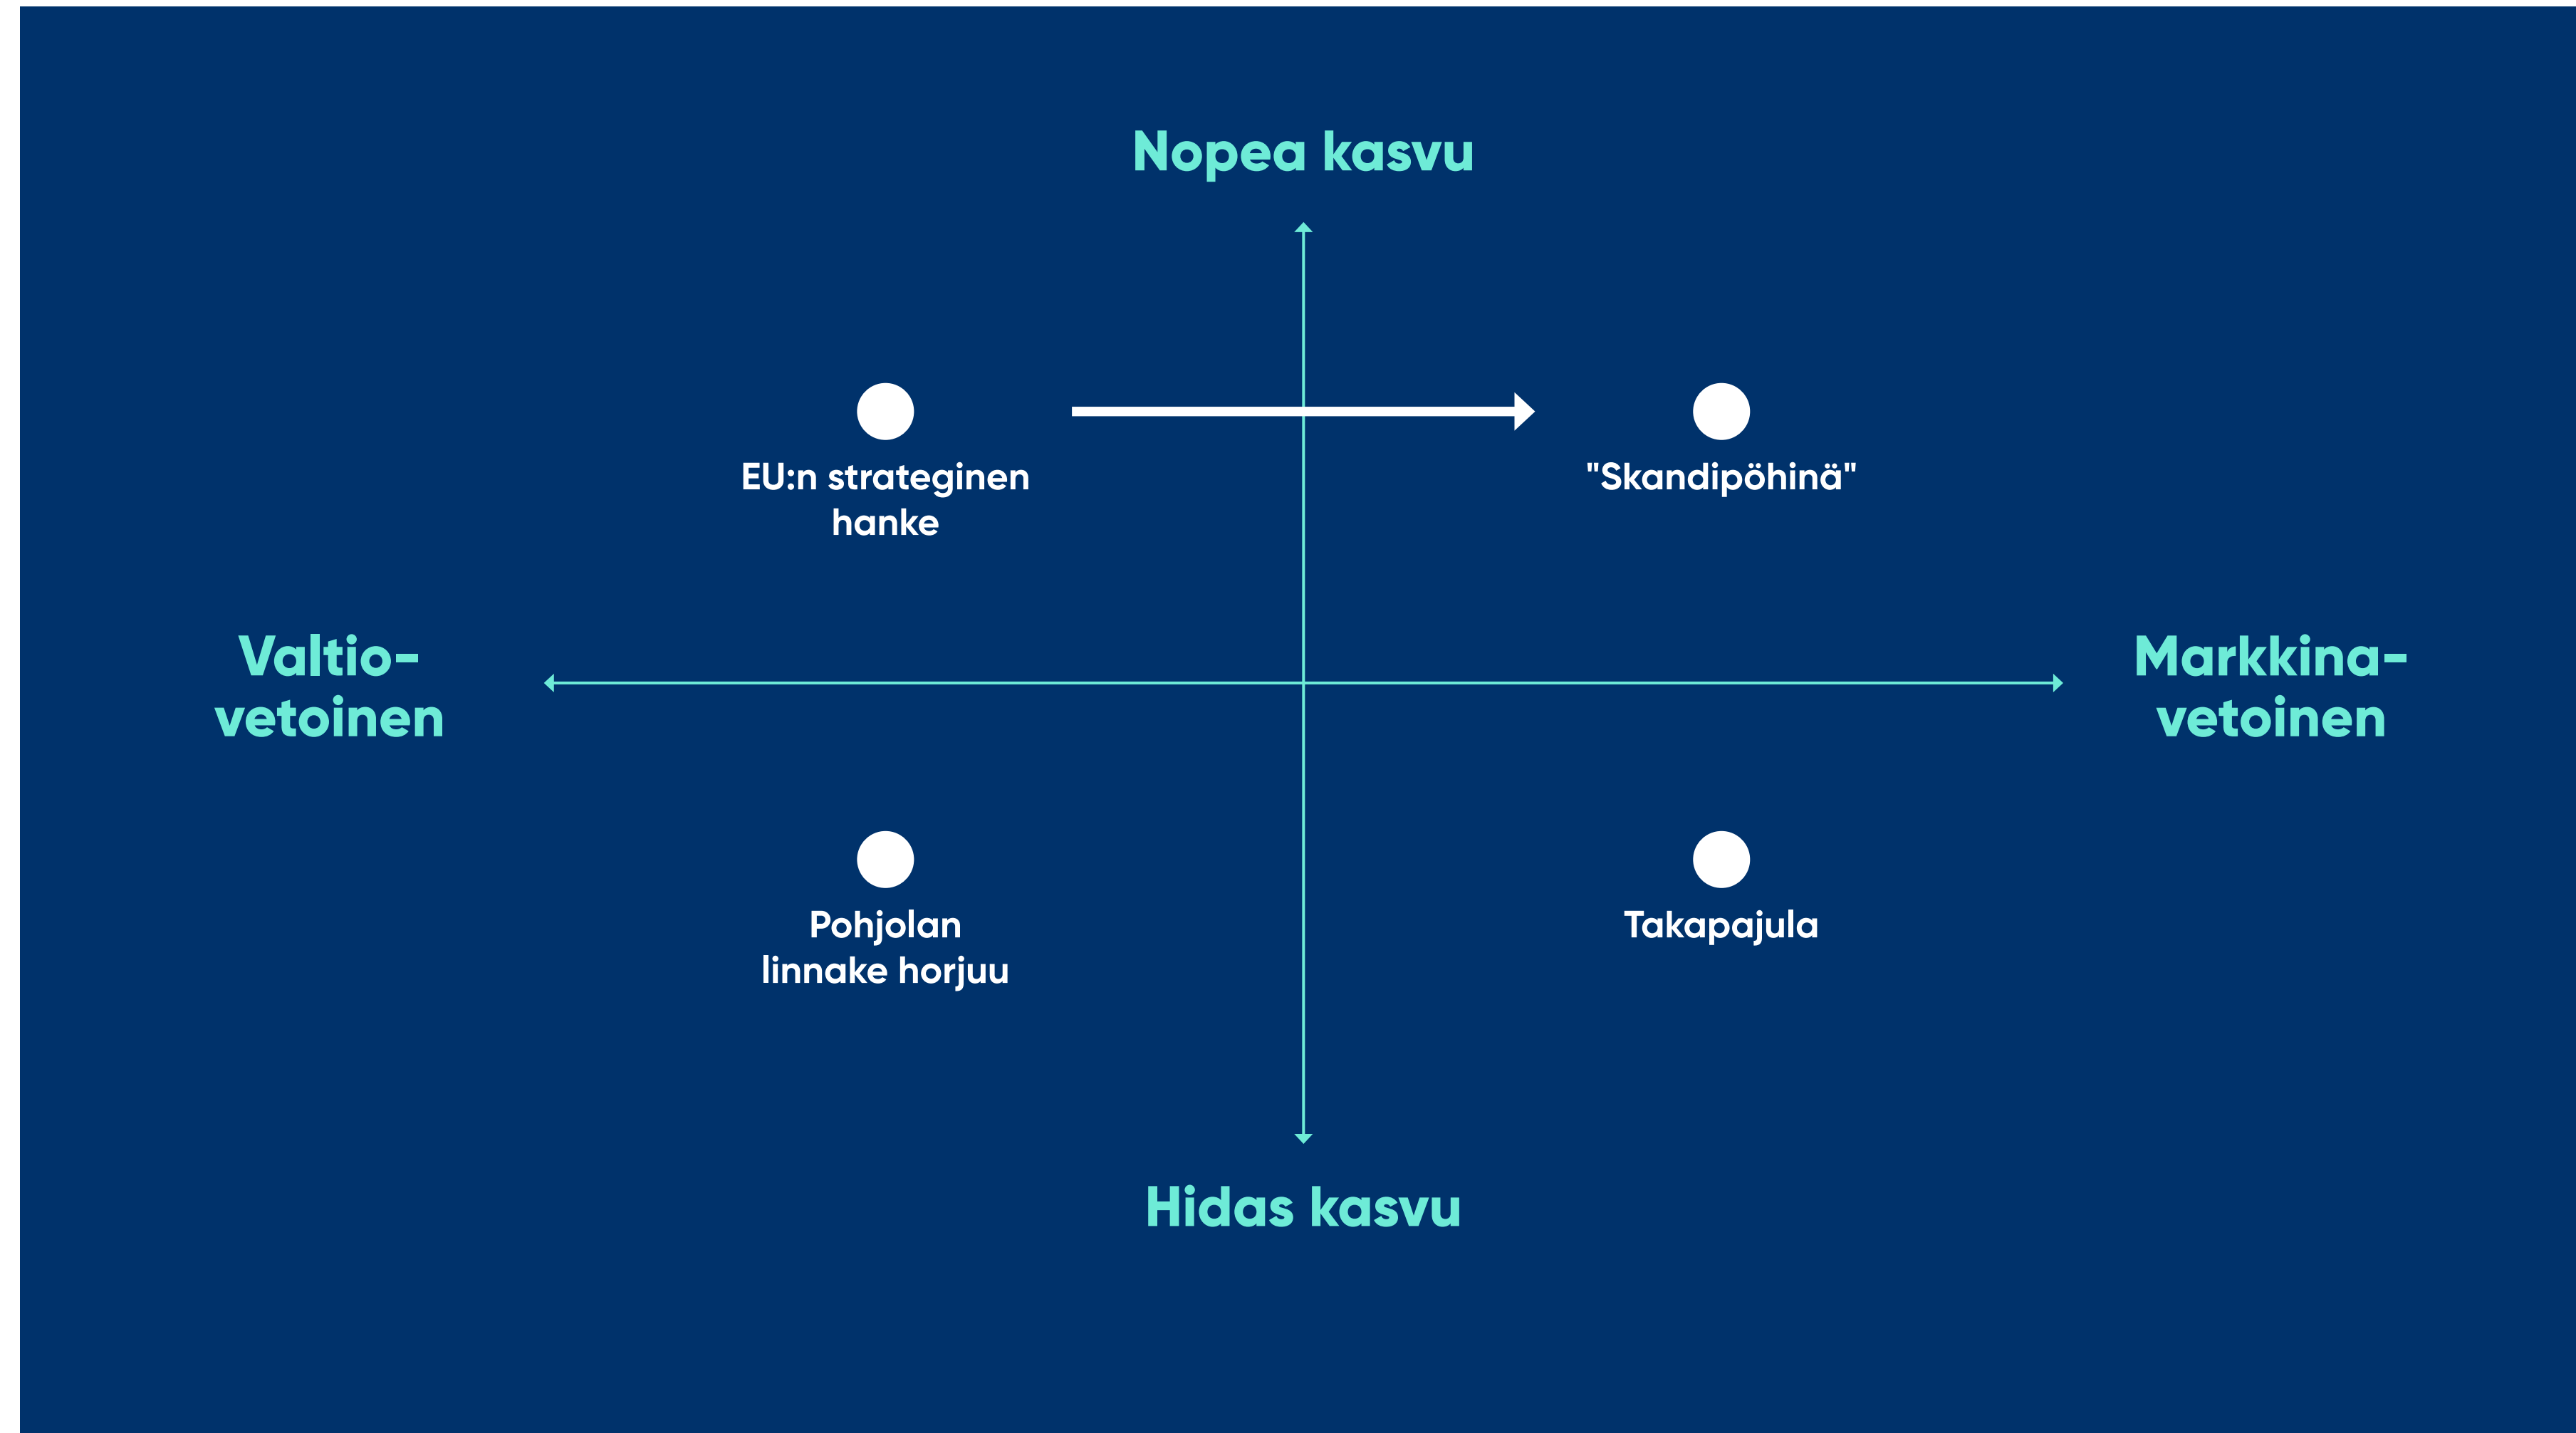 Nopea kasvu
EU:n strateginen
hanke
"Skandipöhinä"
Valtio-
vetoinen
Markkina-
vetoinen
Pohjolan
linnake horjuu
Takapajula
Hidas kasvu